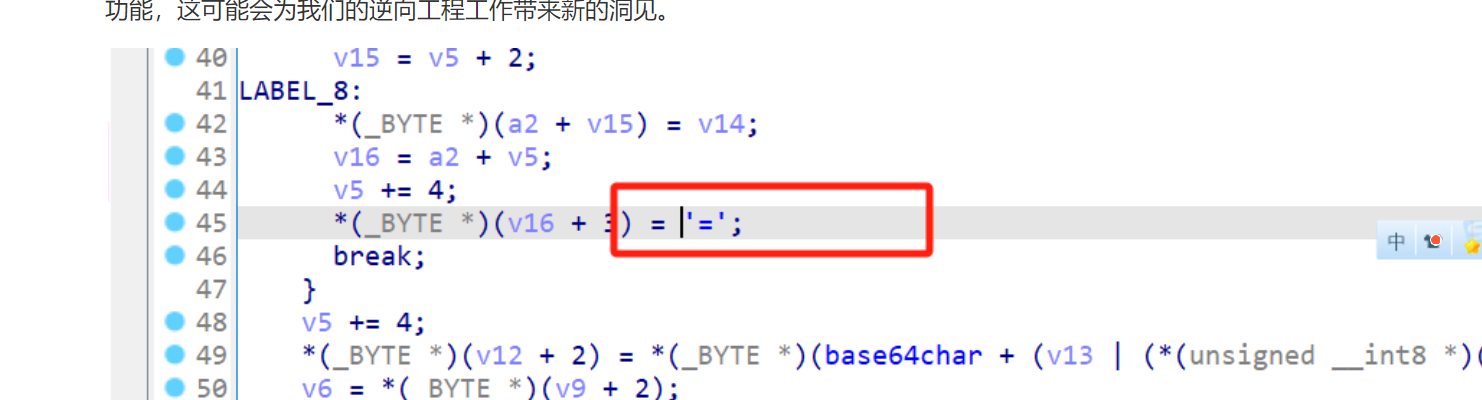 功能，这可能会为我们的逆向工程工作带来新的洞见。
40 v15 = v5 + 2;
41 LABEL_8:
42 *(_BYTE *)(a2 + v15) = v14;
43 v16 = a2 + v5;
44 v5 += 4;
45 *(_BYTE *)(v16 + 3) = '=';
46 break;
47 }
48 v5 += 4;
49 *(_BYTE *)(v12 + 2) = *(_BYTE *)(base64char + (v13 | (*(unsigned __int8 *)(
50 v6 = *(_BYTE *)(v9 + 2);
中